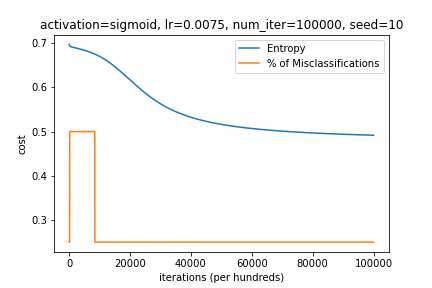 activation=sigmoid, lr=0.0075, num_iter=100000, seed=10
Entropy
% of Misclassifications
cost
0.7
0.6
0.5
0.4
0.3
0 20000 40000 60000 80000 100000
iterations (per hundreds)